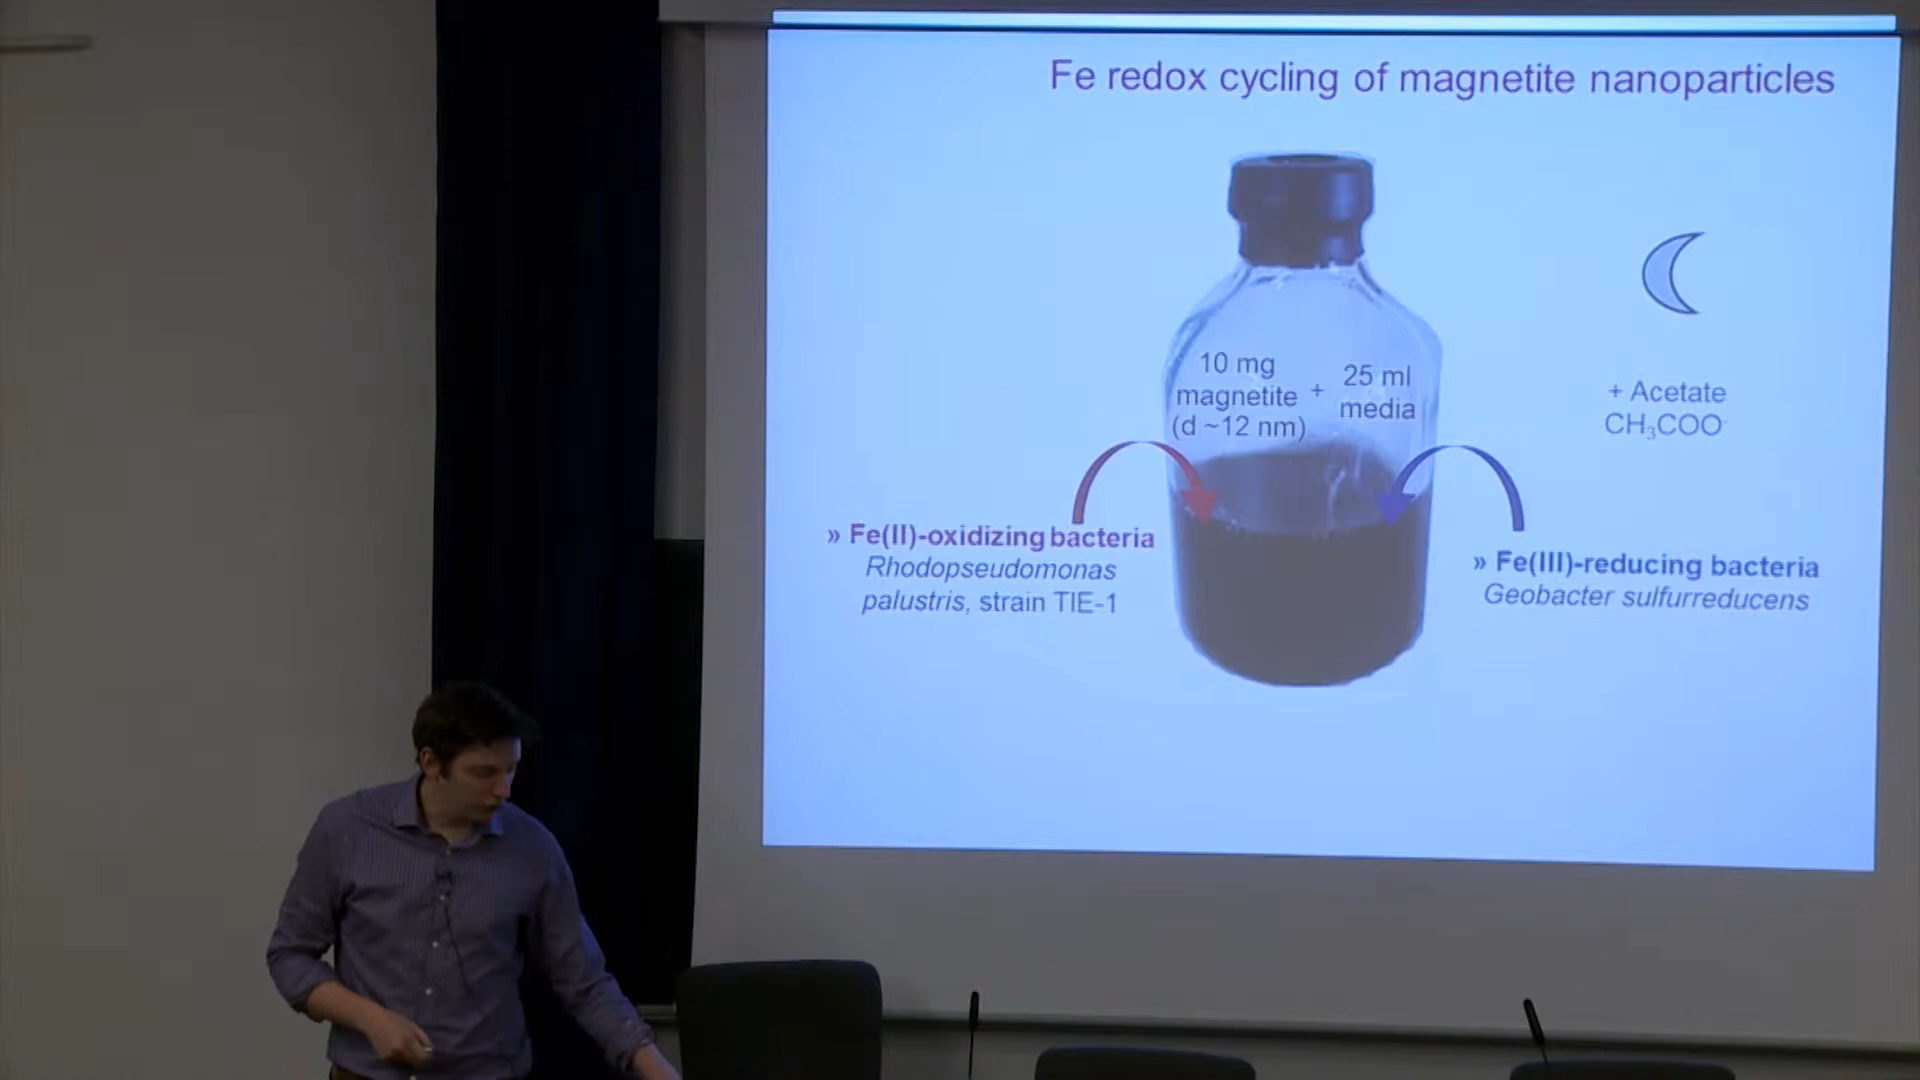 Fe redox cycling of magnetite nanoparticles
10 mg
magnetite
(d ~12 nm)
+
25 ml
media
+ Acetate
CH₃COO⁻
» Fe(II)-oxidizing bacteria
Rhodopseudomonas
palustris, strain TIE-1
» Fe(III)-reducing bacteria
Geobacter sulfurreducens